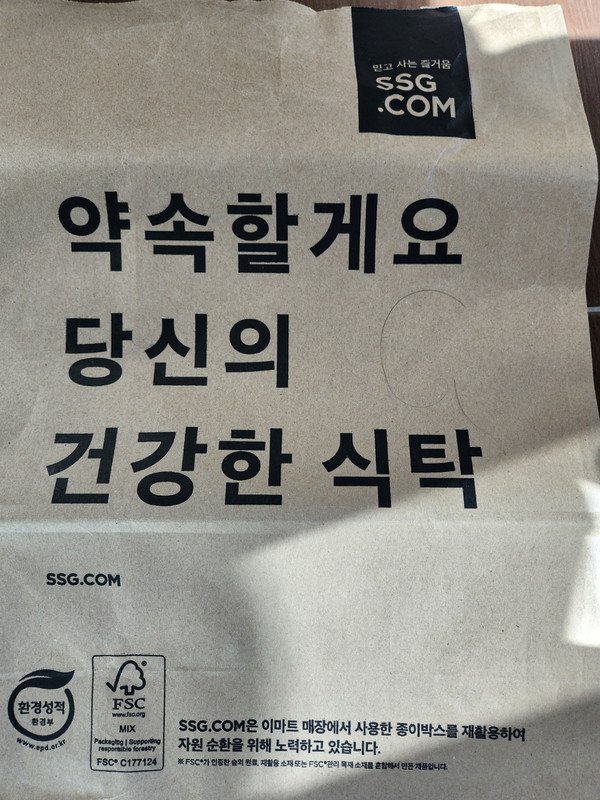 믿고 사는 즐거움
SSG
.COM
약속할게요
당신의
건강한 식탁
SSG.COM
환경성적
환경부
www.epd.or.kr
FSC
www.fsc.org
MIX
Packaging | Supporting
responsible forestry
FSC® C177124
SSG.COM은 이마트 매장에서 사용한 종이박스를 재활용하여
자원 순환을 위해 노력하고 있습니다.
※ FSC®가 인증한 숲의 원료, 재활용 소재 또는 FSC®관리 목재 소재를 혼합해서 만든 제품입니다.